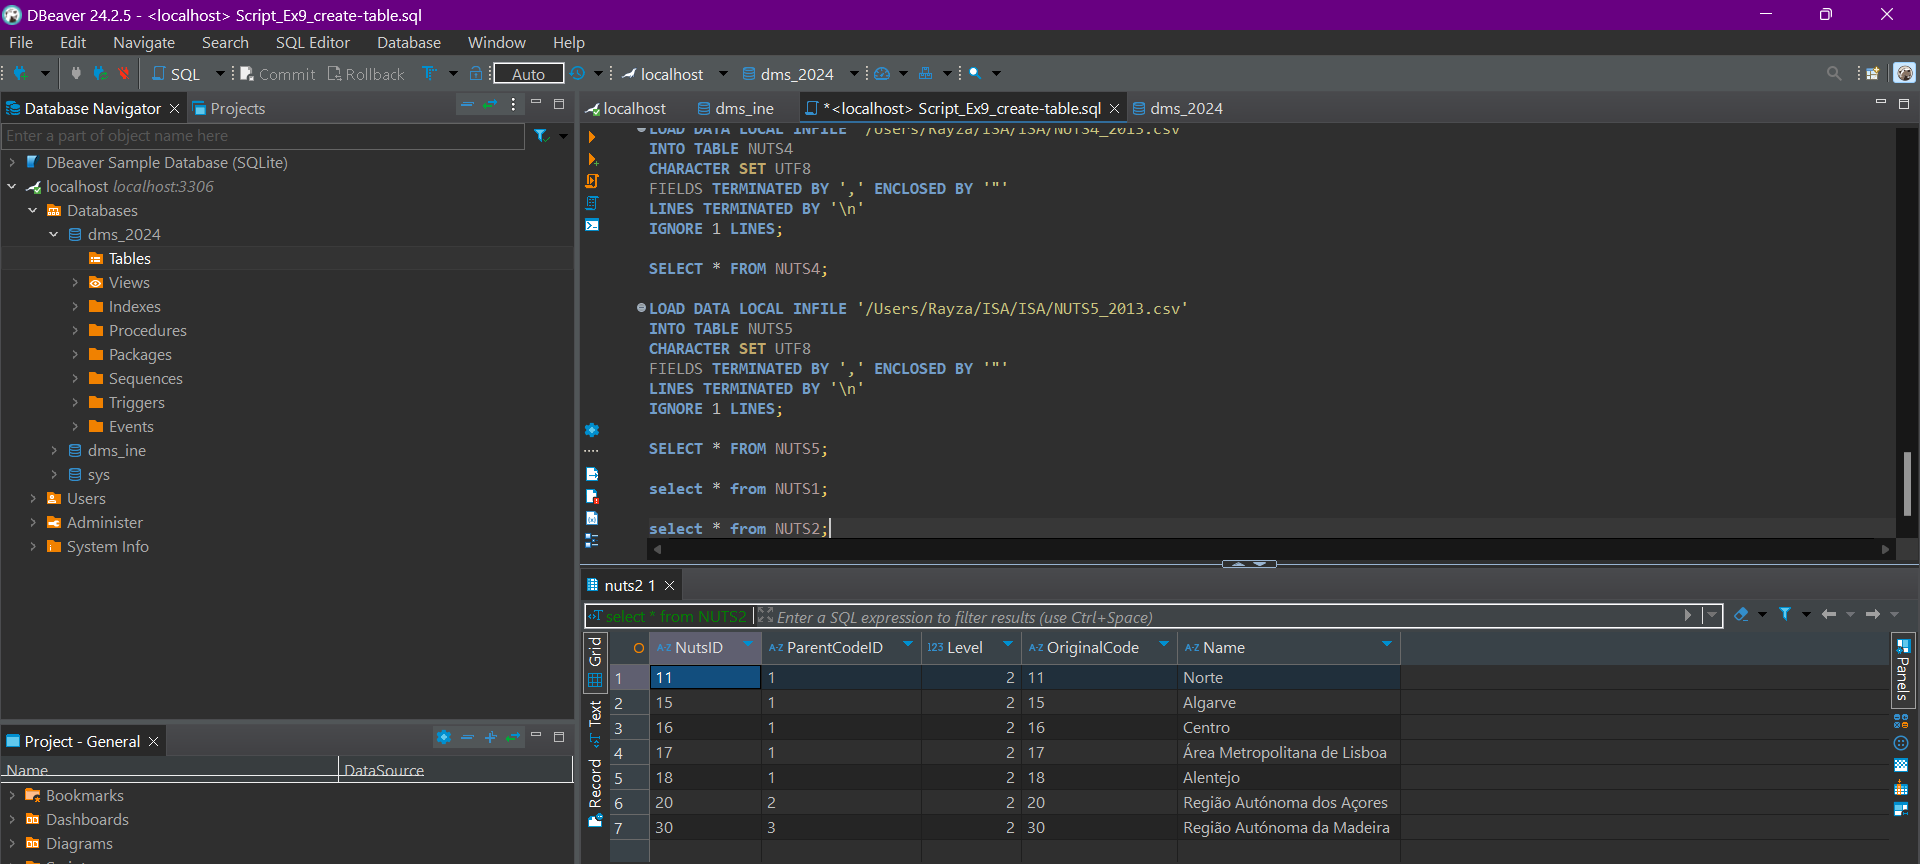 DBeaver 24.2.5 - <localhost> Script_Ex9_create-table.sql
File Edit Navigate Search SQL Editor Database Window Help
SQL Commit Rollback Auto localhost dms_2024
Database Navigator Projects
Enter a part of object name here
DBeaver Sample Database (SQLite)
localhost localhost:3306
Databases
dms_2024
Tables
Views
Indexes
Procedures
Packages
Sequences
Triggers
Events
dms_ine
sys
Users
Administer
System Info
Project - General
Name DataSource
Bookmarks
Dashboards
Diagrams
localhost dms_ine *<localhost> Script_Ex9_create-table.sql dms_2024
LOAD DATA LOCAL INFILE '/Users/Rayza/ISA/ISA/NUTS4_2013.csv'
INTO TABLE NUTS4
CHARACTER SET UTF8
FIELDS TERMINATED BY ',' ENCLOSED BY '"'
LINES TERMINATED BY '\n'
IGNORE 1 LINES;
SELECT * FROM NUTS4;
LOAD DATA LOCAL INFILE '/Users/Rayza/ISA/ISA/NUTS5_2013.csv'
INTO TABLE NUTS5
CHARACTER SET UTF8
FIELDS TERMINATED BY ',' ENCLOSED BY '"'
LINES TERMINATED BY '\n'
IGNORE 1 LINES;
SELECT * FROM NUTS5;
select * from NUTS1;
select * from NUTS2;
nuts2 1
select * from NUTS2 Enter a SQL expression to filter results (use Ctrl+Space)
Grid
Text
Record
Panels
A-Z NutsID A-Z ParentCodeID 123 Level A-Z OriginalCode A-Z Name
1 11 1 2 11 Norte
2 15 1 2 15 Algarve
3 16 1 2 16 Centro
4 17 1 2 17 Área Metropolitana de Lisboa
5 18 1 2 18 Alentejo
6 20 2 2 20 Região Autónoma dos Açores
7 30 3 2 30 Região Autónoma da Madeira